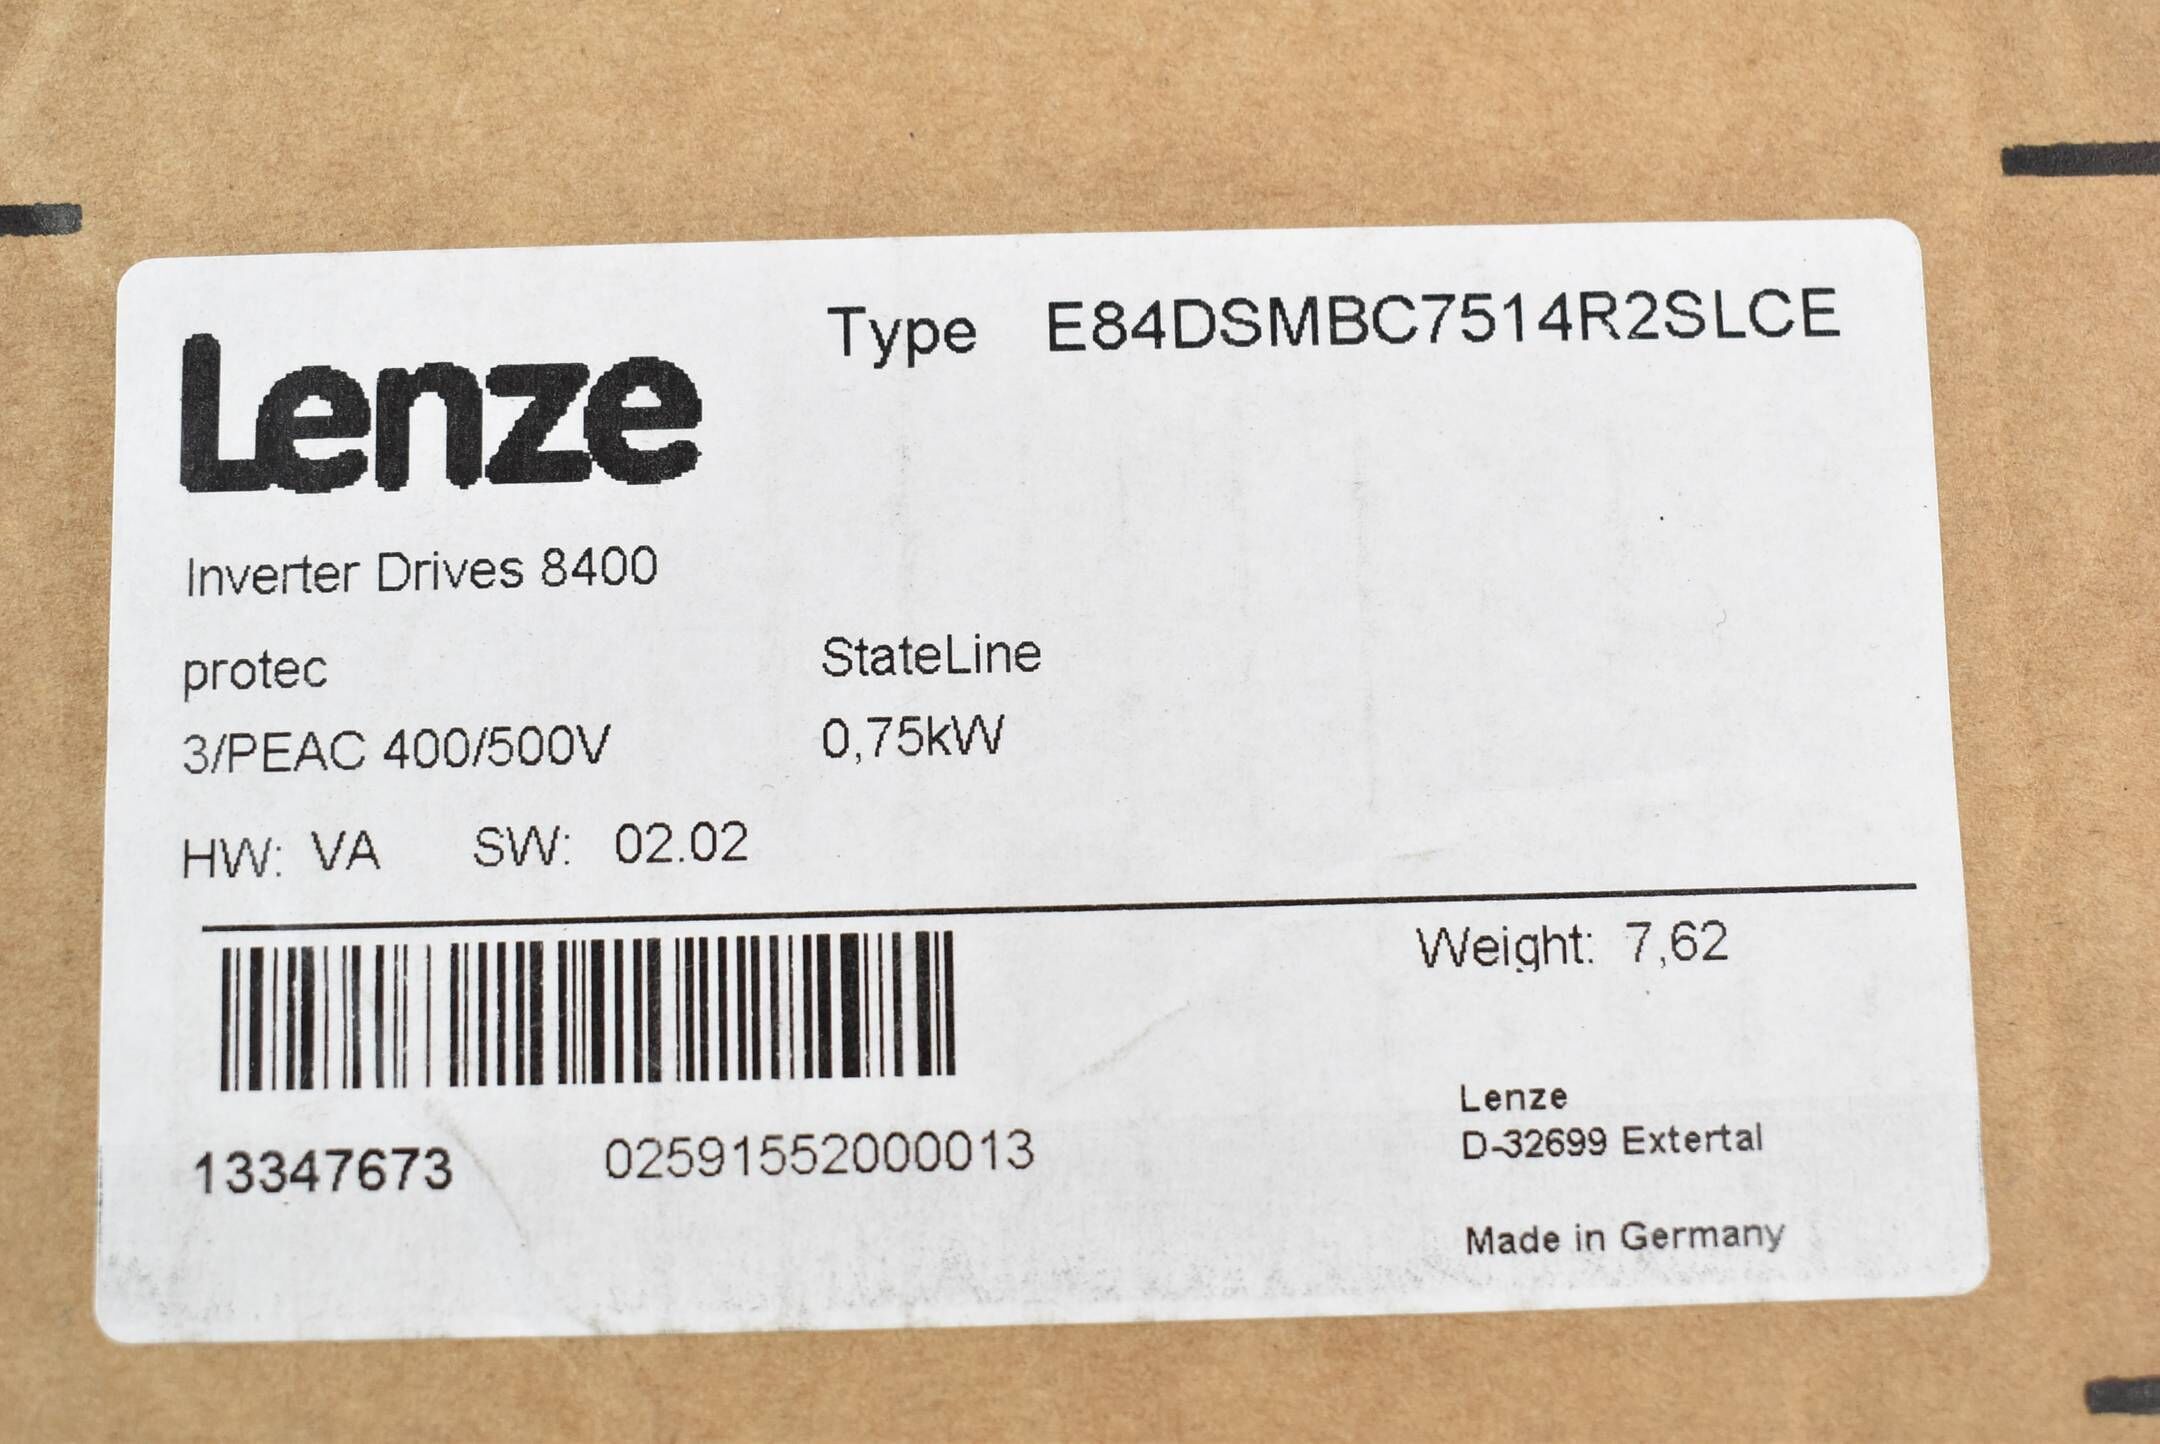 Lenze
Type E84DSMBC7514R2SLCE
Inverter Drives 8400
protec StateLine
3/PEAC 400/500V 0,75kW
HW: VA SW: 02.02
Weight: 7,62
13347673 02591552000013
Lenze
D-32699 Extertal
Made in Germany